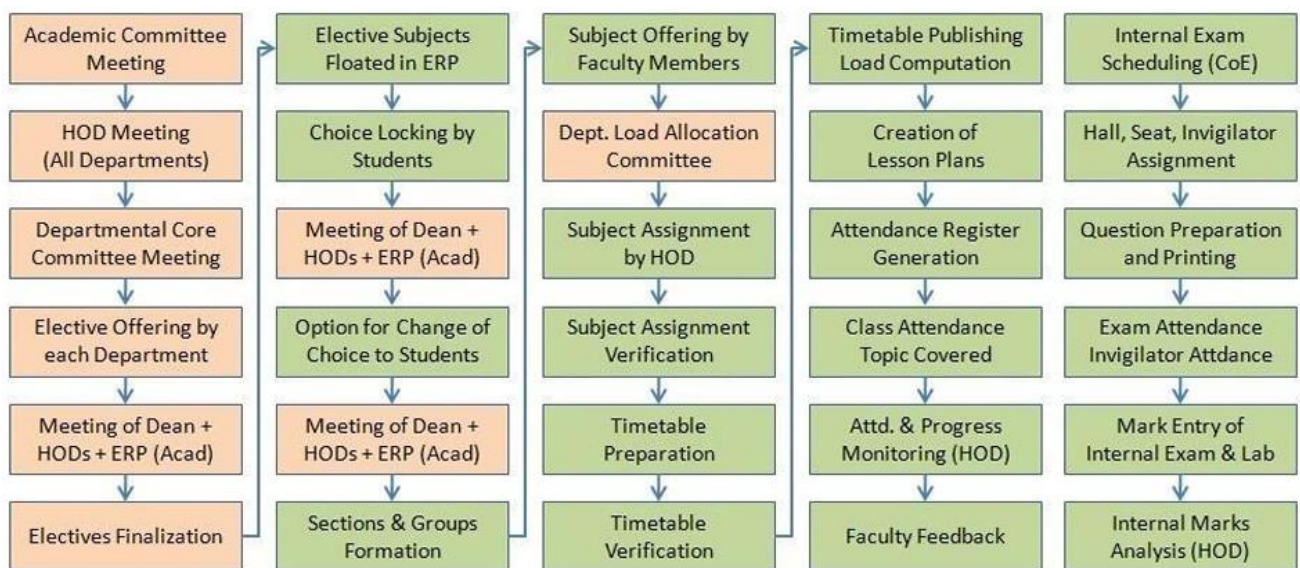 Academic Committee
Meeting
HOD Meeting
(All Departments)
Departmental Core
Committee Meeting
Elective Offering by
each Department
Meeting of Dean +
HODs + ERP (Acad)
Electives Finalization
Elective Subjects
Floated in ERP
Choice Locking by
Students
Meeting of Dean +
HODs + ERP (Acad)
Option for Change of
Choice to Students
Meeting of Dean +
HODs + ERP (Acad)
Sections & Groups
Formation
Subject Offering by
Faculty Members
Dept. Load Allocation
Committee
Subject Assignment
by HOD
Subject Assignment
Verification
Timetable
Preparation
Timetable
Verification
Timetable Publishing
Load Computation
Creation of
Lesson Plans
Attendance Register
Generation
Class Attendance
Topic Covered
Attd. & Progress
Monitoring (HOD)
Faculty Feedback
Internal Exam
Scheduling (CoE)
Hall, Seat, Invigilator
Assignment
Question Preparation
and Printing
Exam Attendance
Invigilator Attdance
Mark Entry of
Internal Exam & Lab
Internal Marks
Analysis (HOD)